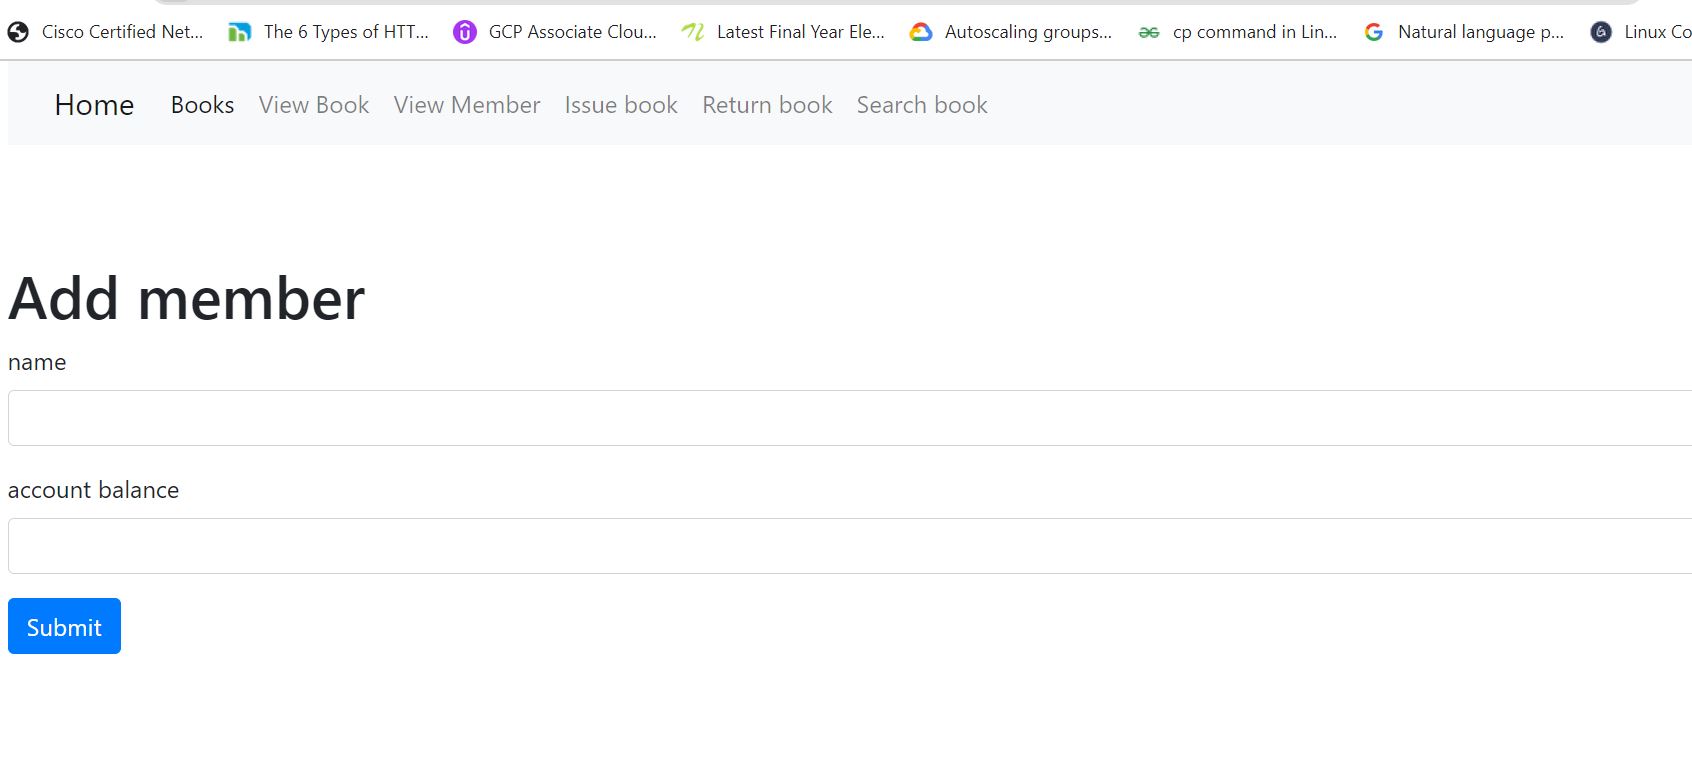 Cisco Certified Net... The 6 Types of HTT... GCP Associate Clou... Latest Final Year Ele... Autoscaling groups... cp command in Lin... Natural language p... Linux Co
Home Books View Book View Member Issue book Return book Search book
Add member
name
account balance
Submit